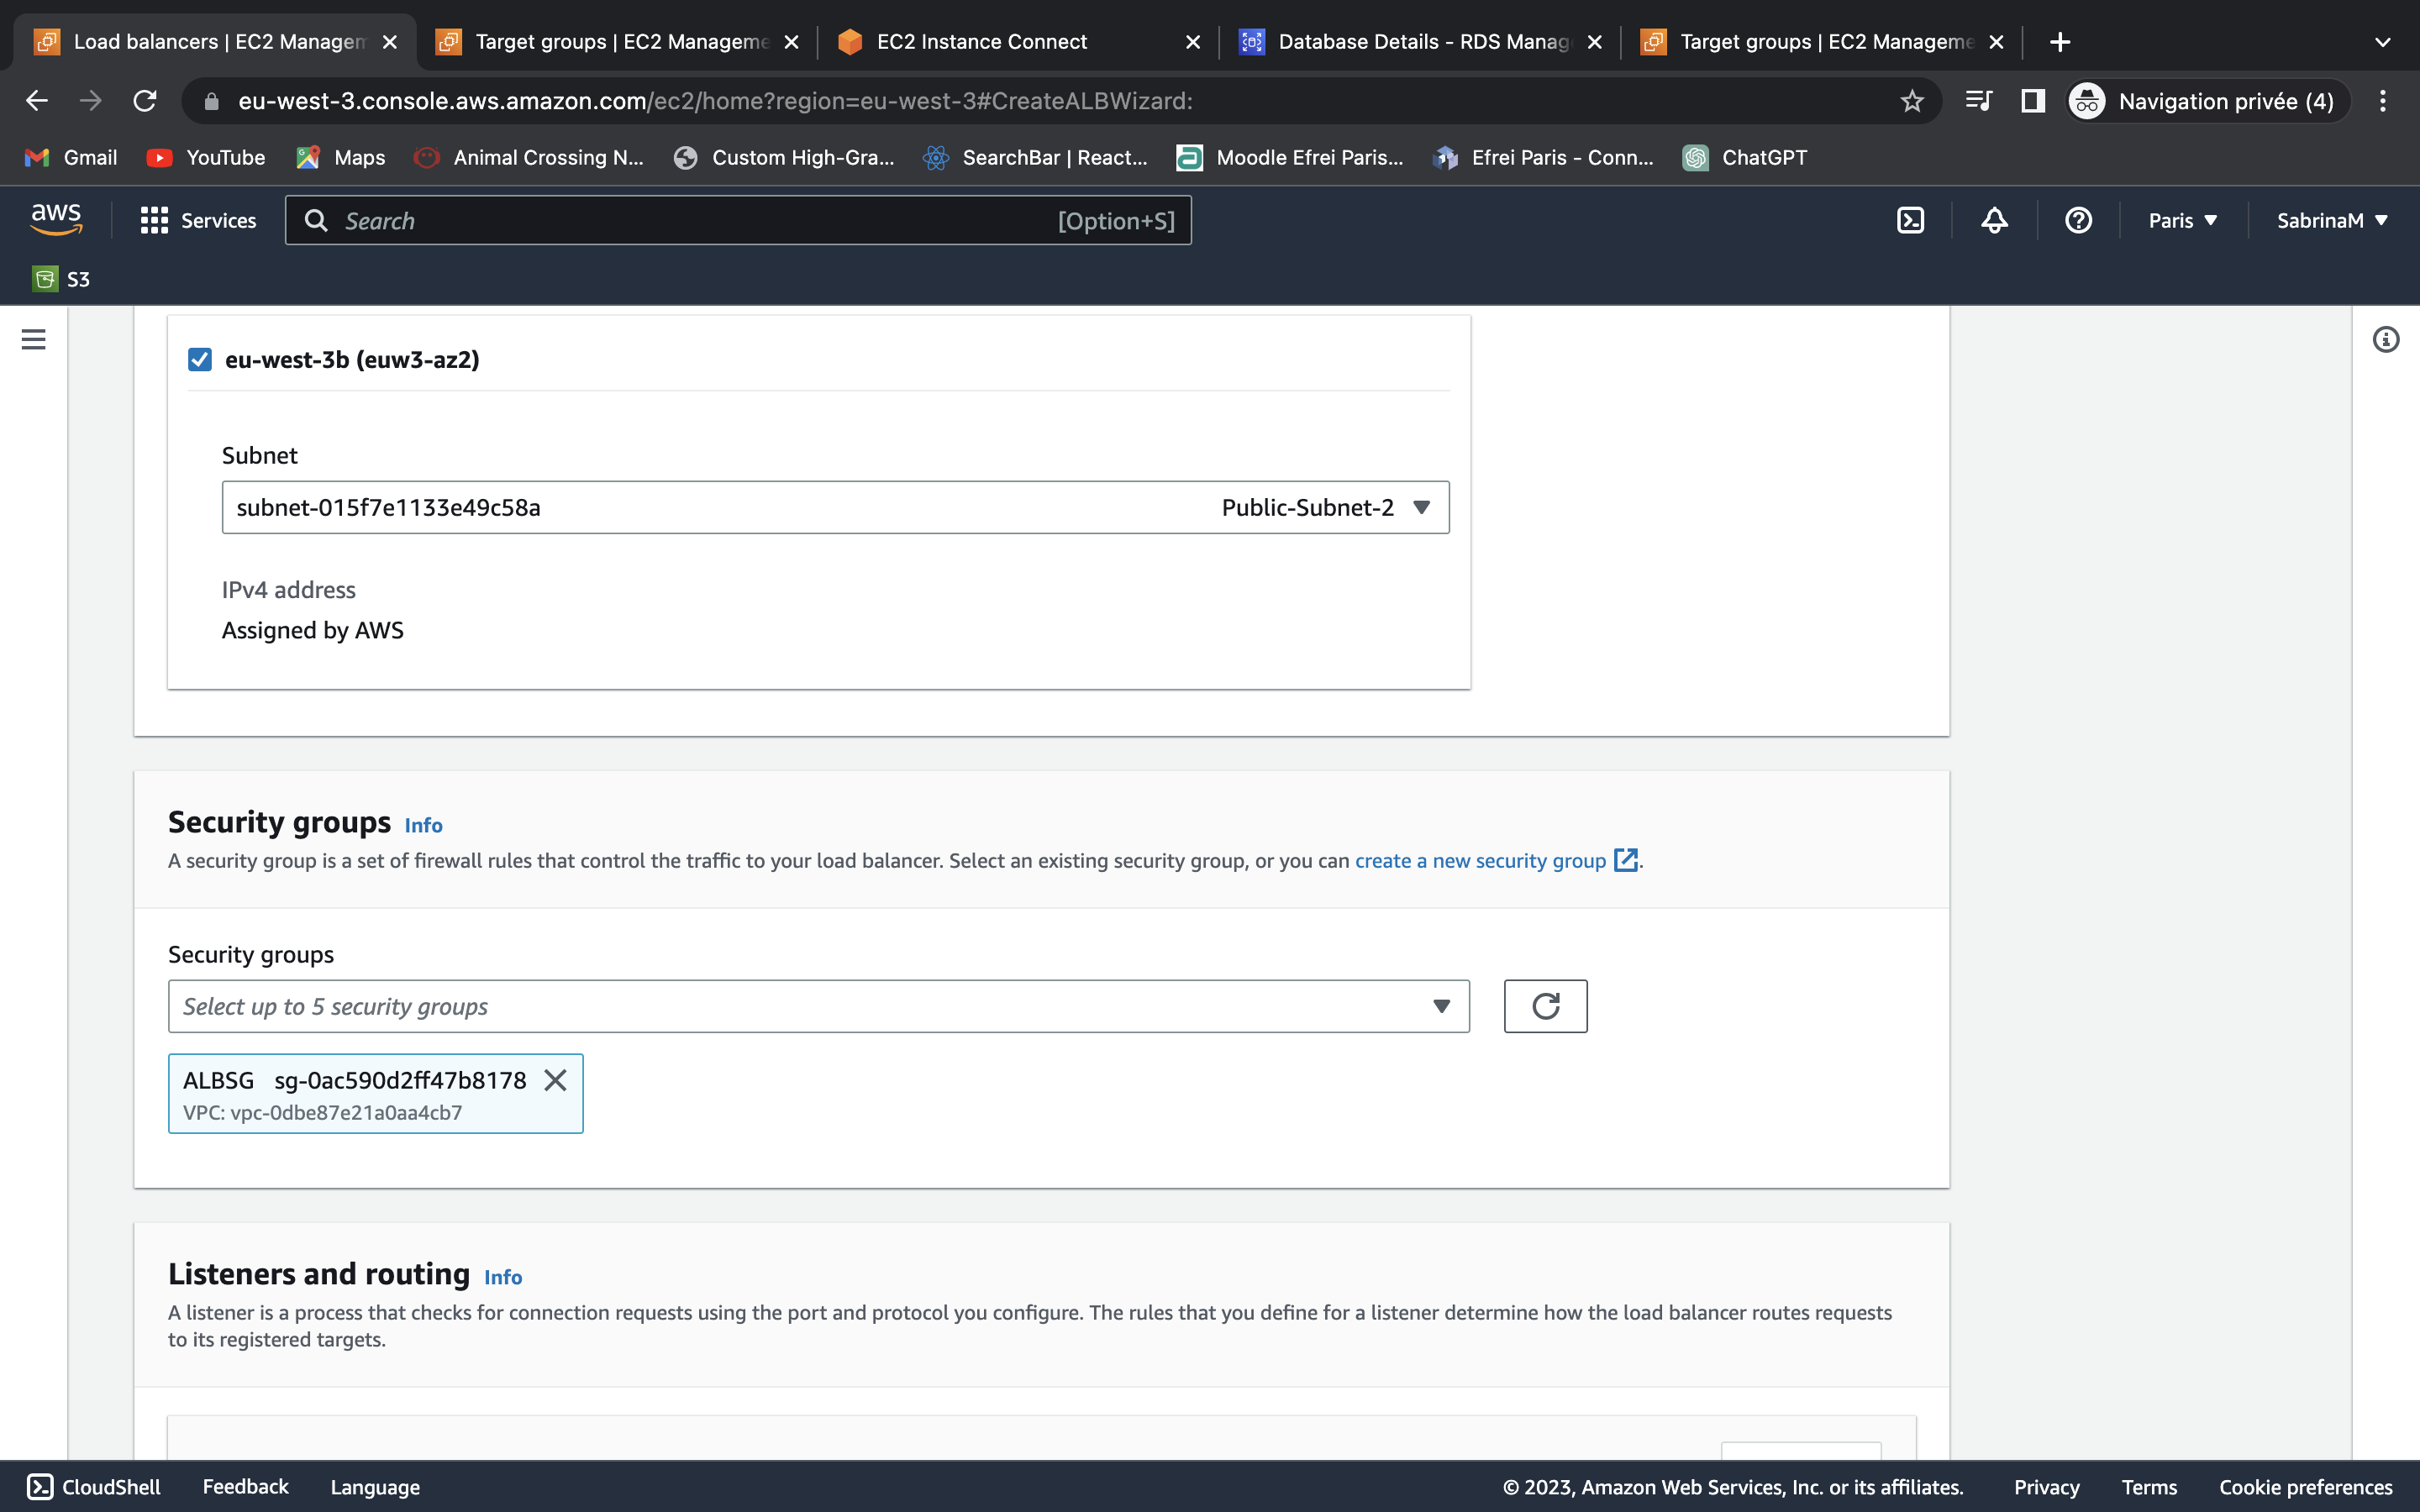 Load balancers | EC2 Managem
Target groups | EC2 Manageme
EC2 Instance Connect
Database Details - RDS Manag
Target groups | EC2 Manageme
eu-west-3.console.aws.amazon.com/ec2/home?region=eu-west-3#CreateALBWizard:
Navigation privée (4)
Gmail
YouTube
Maps
Animal Crossing N...
Custom High-Gra...
SearchBar | React...
Moodle Efrei Paris...
Efrei Paris - Conn...
ChatGPT
aws
Services
Search
[Option+S]
Paris
SabrinaM
S3
eu-west-3b (euw3-az2)
Subnet
subnet-015f7e1133e49c58a
Public-Subnet-2
IPv4 address
Assigned by AWS
Security groups Info
A security group is a set of firewall rules that control the traffic to your load balancer. Select an existing security group, or you can create a new security group.
Security groups
Select up to 5 security groups
ALBSG sg-0ac590d2ff47b8178
VPC: vpc-0dbe87e21a0aa4cb7
Listeners and routing Info
A listener is a process that checks for connection requests using the port and protocol you configure. The rules that you define for a listener determine how the load balancer routes requests
to its registered targets.
CloudShell
Feedback
Language
© 2023, Amazon Web Services, Inc. or its affiliates.
Privacy
Terms
Cookie preferences